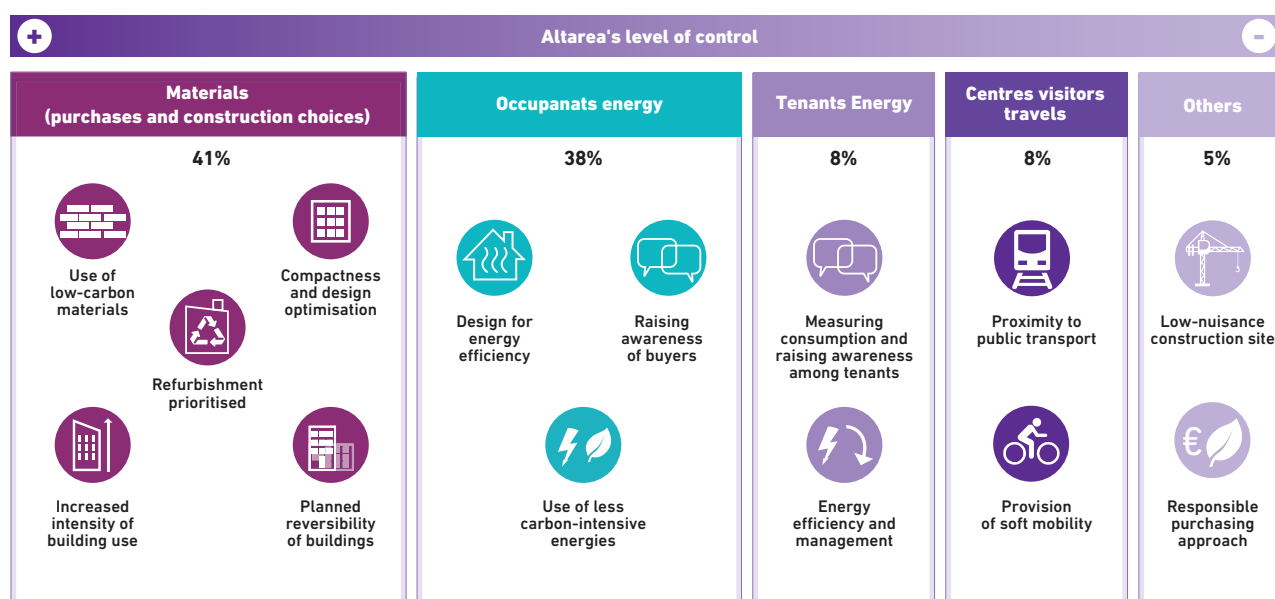 +
Altarea's level of control
-
Materials
(purchases and construction choices)
41%
Use of
low-carbon
materials
Compactness
and design
optimisation
Refurbishment
prioritised
Increased
intensity of
building use
Planned
reversibility
of buildings
Occupanats energy
38%
Design for
energy
efficiency
Raising
awareness
of buyers
Use of less
carbon-intensive
energies
Tenants Energy
8%
Measuring
consumption and
raising awareness
among tenants
Energy
efficiency and
management
Centres visitors
travels
8%
Proximity to
public transport
Provision
of soft mobility
Others
5%
Low-nuisance
construction site
€
Responsible
purchasing
approach